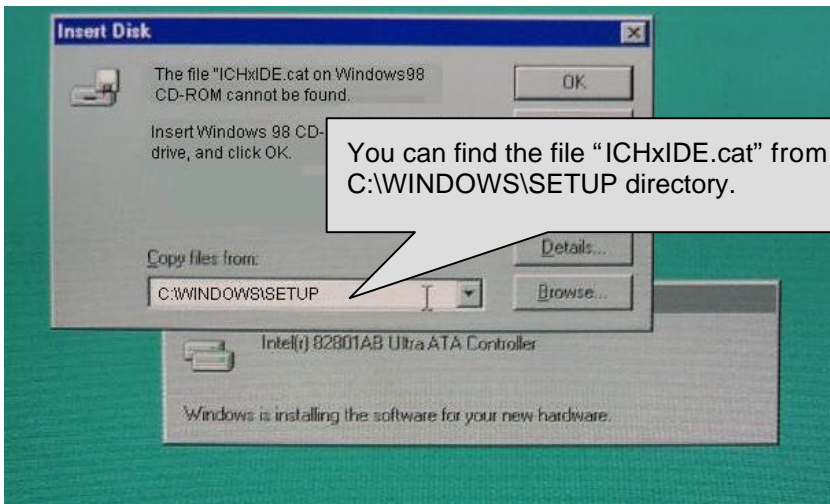 Insert Disk
The file "ICHxIDE.cat on Windows98
CD-ROM cannot be found.
OK
Insert Windows 98 CD-
drive, and click OK.
You can find the file “ICHxIDE.cat” from
C:\WINDOWS\SETUP directory.
Details...
Copy files from:
C:WINDOWS\SETUP
Browse...
Intel(r) 82801AB Ultra ATA Controller
Windows is installing the software for your new hardware.